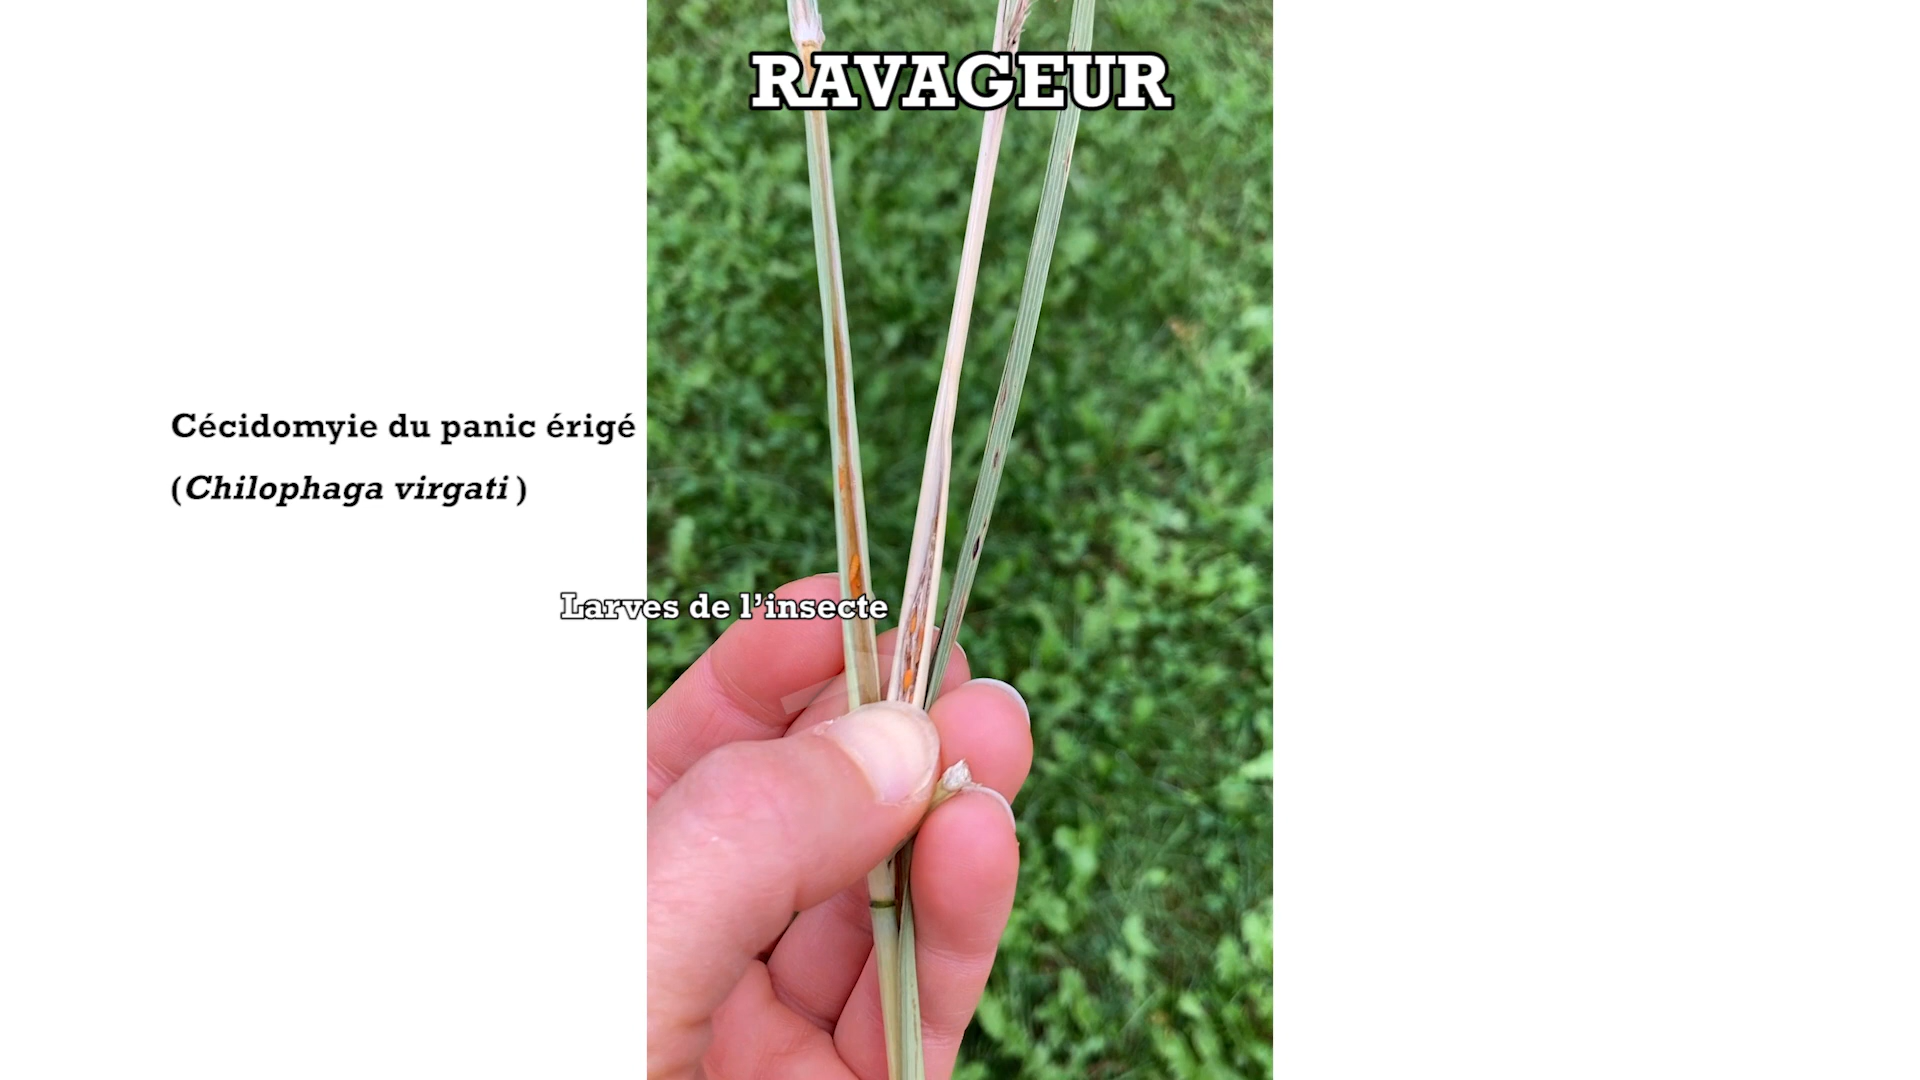 RAVAGEUR
Cécidomyie du panic érigé
(Chilophaga virgati )
Larves de l’insecte